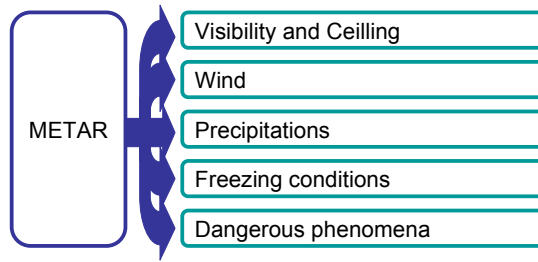 METAR
Visibility and Ceilling
Wind
Precipitations
Freezing conditions
Dangerous phenomena